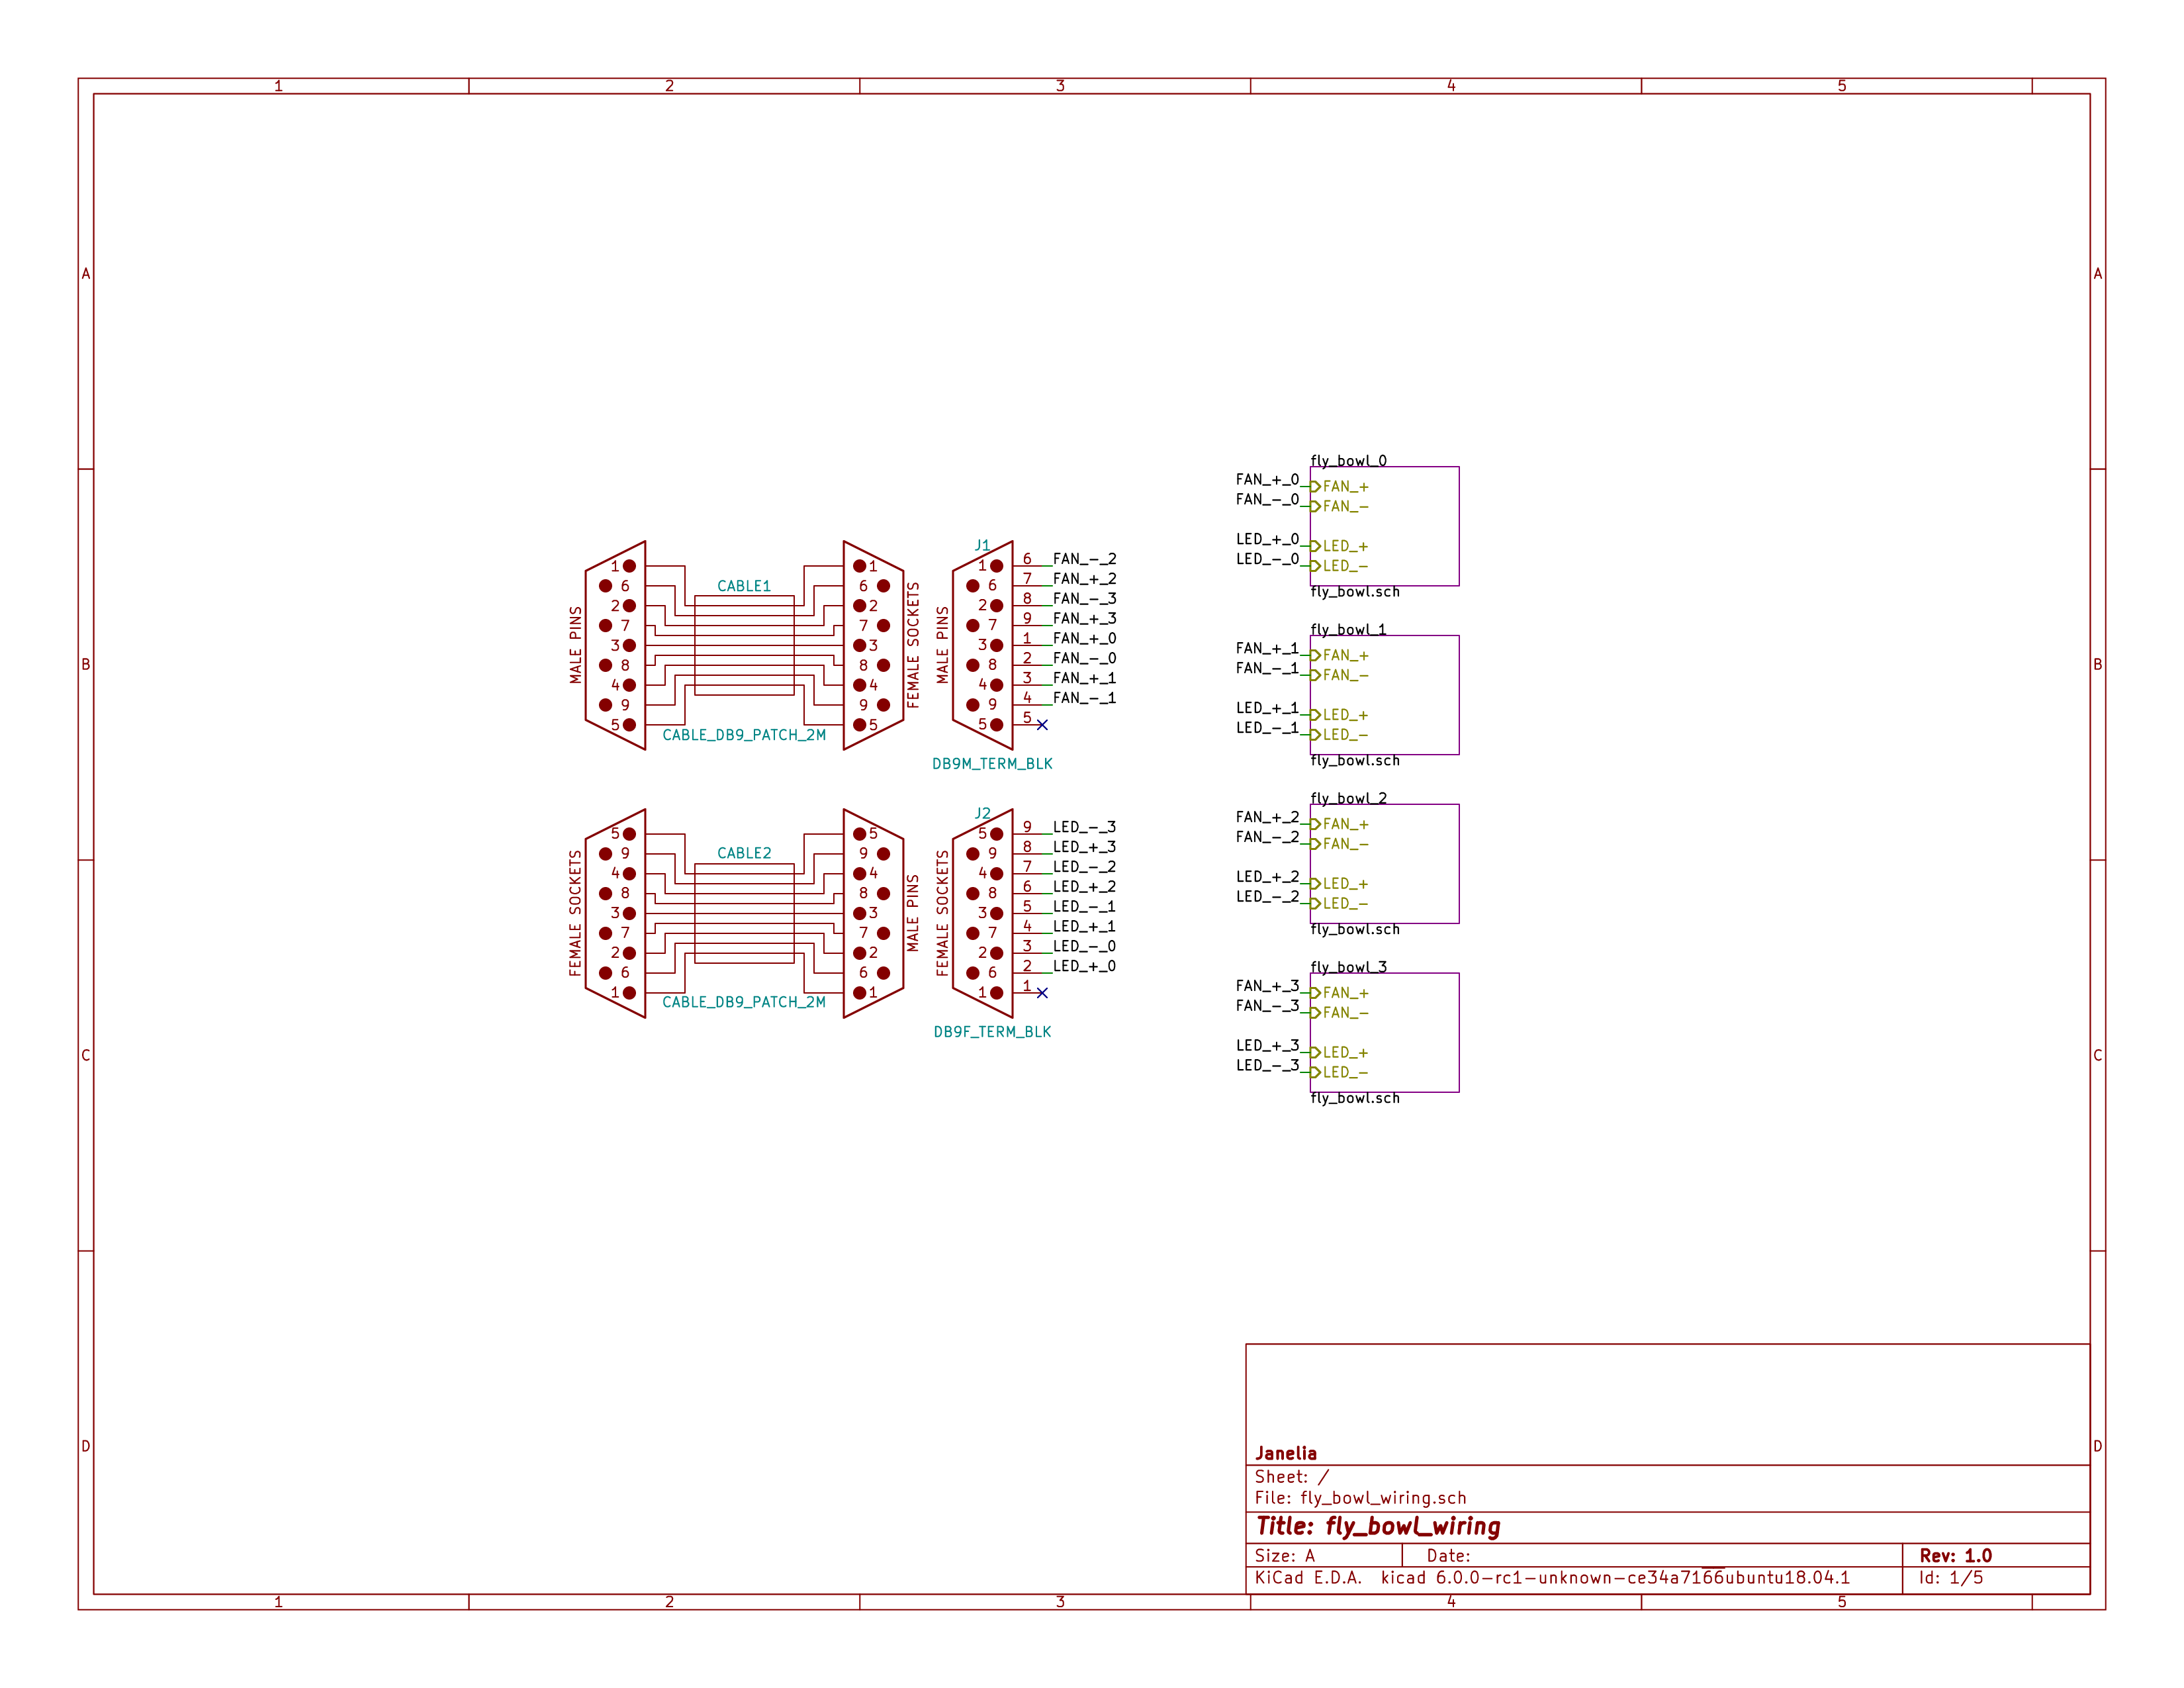 1 2 3 4 5
A A
B B
C C
D D
1 2 3 4 5
CABLE1
CABLE_DB9_PATCH_2M
MALE PINS
1
6
2
7
3
8
4
9
5
FEMALE SOCKETS
1
6
2
7
3
8
4
9
5
J1
DB9M_TERM_BLK
MALE PINS
1
6
2
7
3
8
4
9
5
6 FAN_-_2
7 FAN_+_2
8 FAN_-_3
9 FAN_+_3
1 FAN_+_0
2 FAN_-_0
3 FAN_+_1
4 FAN_-_1
5
CABLE2
CABLE_DB9_PATCH_2M
FEMALE SOCKETS
5
9
4
8
3
7
2
6
1
MALE PINS
5
9
4
8
3
7
2
6
1
J2
DB9F_TERM_BLK
FEMALE SOCKETS
5
9
4
8
3
7
2
6
1
9 LED_-_3
8 LED_+_3
7 LED_-_2
6 LED_+_2
5 LED_-_1
4 LED_+_1
3 LED_-_0
2 LED_+_0
1
fly_bowl_0
FAN_+_0 FAN_+
FAN_-_0 FAN_-
LED_+_0 LED_+
LED_-_0 LED_-
fly_bowl.sch
fly_bowl_1
FAN_+_1 FAN_+
FAN_-_1 FAN_-
LED_+_1 LED_+
LED_-_1 LED_-
fly_bowl.sch
fly_bowl_2
FAN_+_2 FAN_+
FAN_-_2 FAN_-
LED_+_2 LED_+
LED_-_2 LED_-
fly_bowl.sch
fly_bowl_3
FAN_+_3 FAN_+
FAN_-_3 FAN_-
LED_+_3 LED_+
LED_-_3 LED_-
fly_bowl.sch
Janelia
Sheet: /
File: fly_bowl_wiring.sch
Title: fly_bowl_wiring
Size: A Date: Rev: 1.0
KiCad E.D.A. kicad 6.0.0-rc1-unknown-ce34a7166ubuntu18.04.1 Id: 1/5